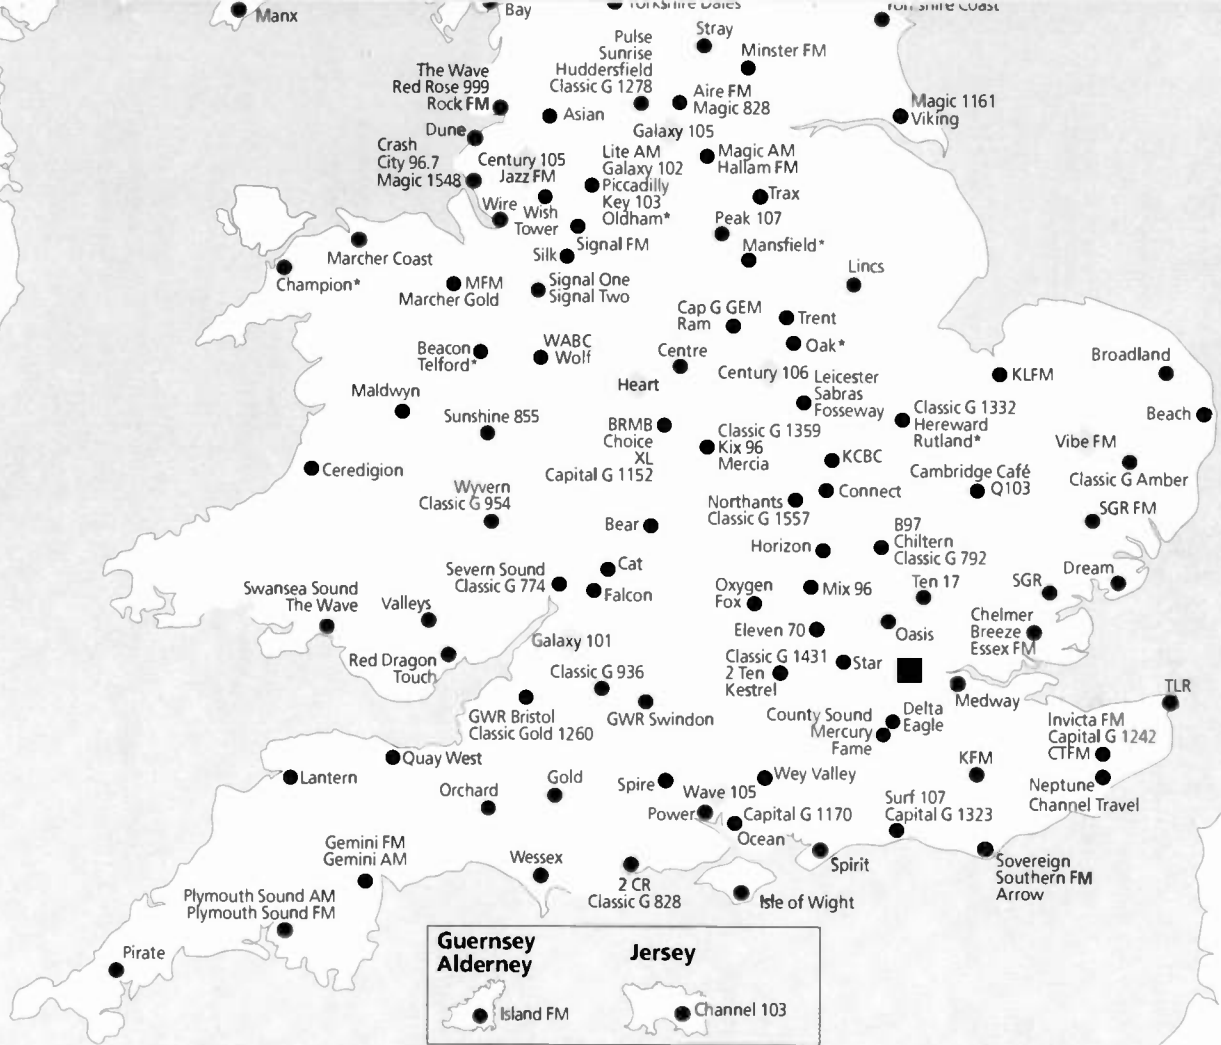 Manx
Bay
Yorkshire Dales
Yorkshire Coast
Stray
Pulse
Sunrise
Huddersfield
Classic G 1278
Minster FM
The Wave
Red Rose 999
Rock FM
Asian
Aire FM
Magic 828
Magic 1161
Viking
Dune
Galaxy 105
Crash
City 96.7
Magic 1548
Century 105
Jazz FM
Lite AM
Galaxy 102
Piccadilly
Key 103
Oldham*
Magic AM
Hallam FM
Trax
Wire
Wish
Tower
Peak 107
Signal FM
Silk
Mansfield*
Marcher Coast
Champion*
MFM
Marcher Gold
Signal One
Signal Two
Lincs
Cap G GEM
Ram
Trent
Oak*
Beacon
Telford*
WABC
Wolf
Centre
Heart
Century 106
Leicester
Sabras
Fosseway
KLFM
Broadland
Maldwyn
Sunshine 855
BRMB
Choice
XL
Capital G 1152
Classic G 1359
Kix 96
Mercia
Classic G 1332
Hereward
Rutland*
Beach
Vibe FM
Classic G Amber
KCBC
Ceredigion
Wyvern
Classic G 954
Northants
Classic G 1557
Connect
Cambridge Café
Q103
SGR FM
Bear
Horizon
B97
Chiltern
Classic G 792
Severn Sound
Classic G 774
Cat
Falcon
Oxygen
Fox
Mix 96
Ten 17
SGR
Dream
Swansea Sound
The Wave
Valleys
Eleven 70
Oasis
Chelmer
Breeze
Essex FM
Red Dragon
Touch
Galaxy 101
Classic G 936
Classic G 1431
2 Ten
Kestrel
Star
Medway
TLR
GWR Bristol
Classic Gold 1260
GWR Swindon
County Sound
Mercury
Fame
Delta
Eagle
Invicta FM
Capital G 1242
CTFM
Quay West
Lantern
Orchard
Gold
Spire
Wey Valley
KFM
Neptune
Channel Travel
Wave 105
Power
Capital G 1170
Ocean
Surf 107
Capital G 1323
Gemini FM
Gemini AM
Wessex
2 CR
Classic G 828
Spirit
Sovereign
Southern FM
Arrow
Plymouth Sound AM
Plymouth Sound FM
Isle of Wight
Pirate
Guernsey
Alderney
Jersey
Island FM
Channel 103